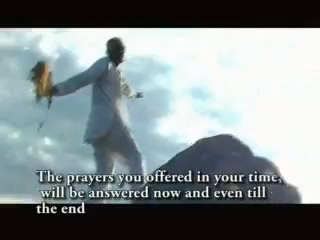 The prayers you offered in your time,
will be answered now and even till
the end